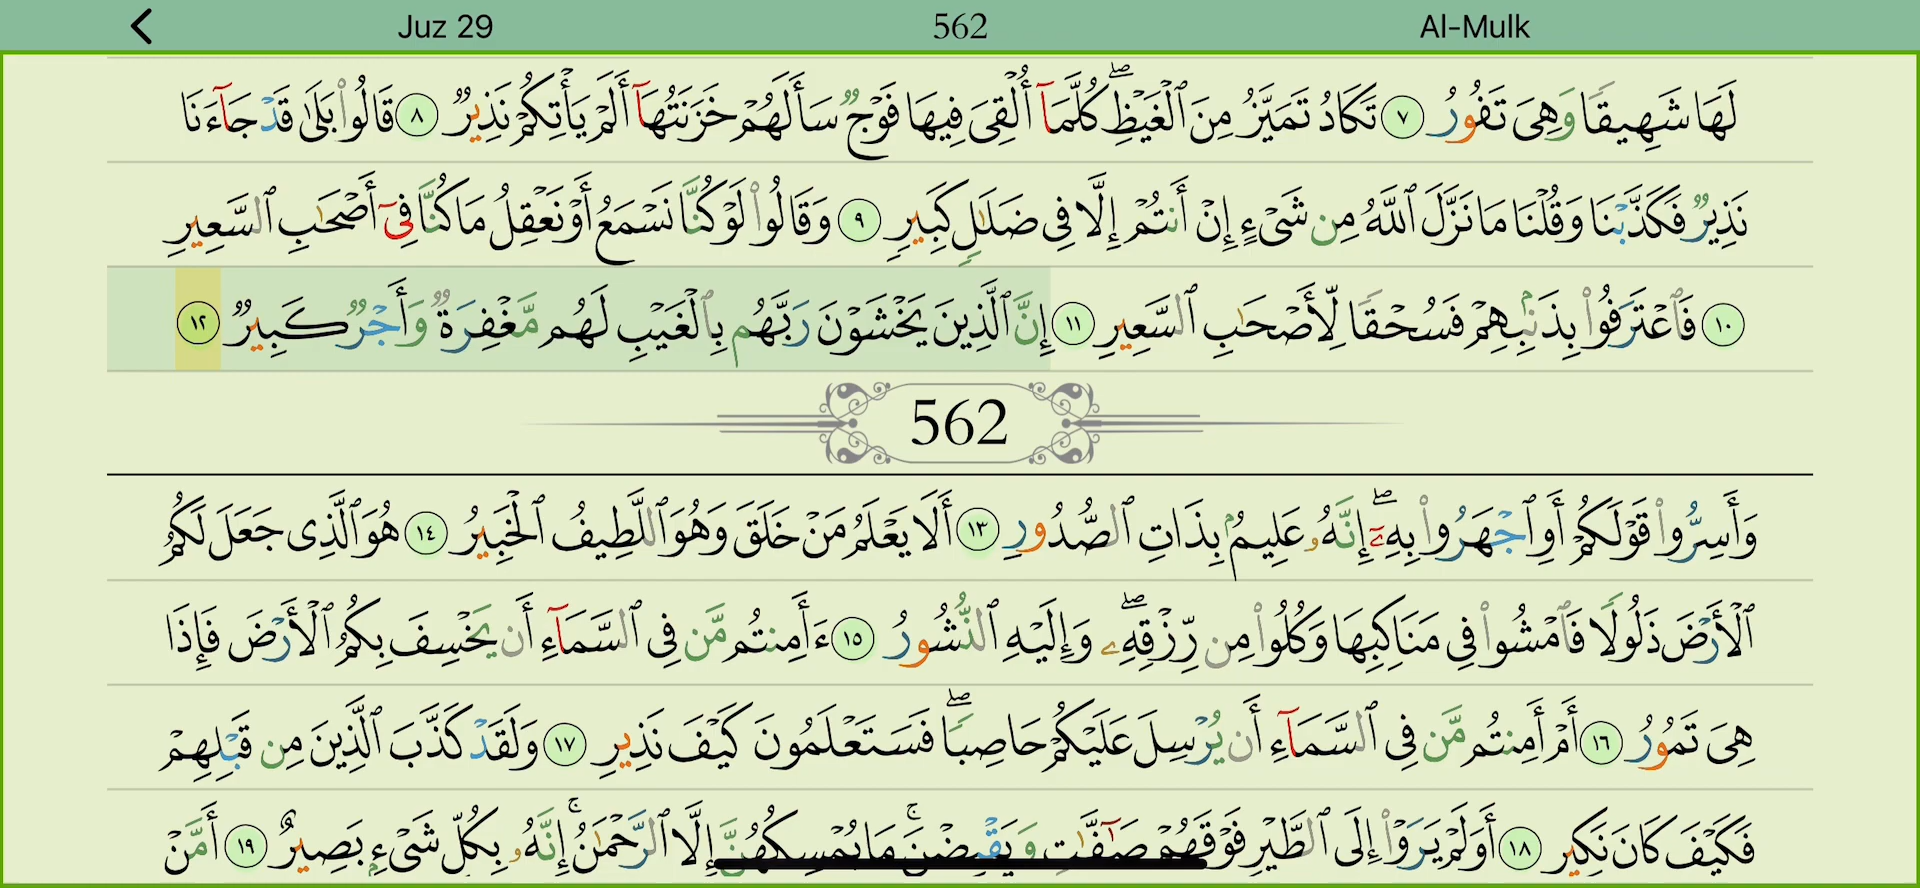 Juz 29 562 Al-Mulk
لَهَا شَهِيقًا وَهِىَ تَفُورُ ٧ تَكَادُ تَمَيَّزُ مِنَ ٱلْغَيْظِۖ كُلَّمَآ أُلْقِىَ فِيهَا فَوْجٌ سَأَلَهُمْ خَزَنَتُهَآ أَلَمْ يَأْتِكُمْ نَذِيرٌ ٨ قَالُوا۟ بَلَىٰ قَدْ جَآءَنَا
نَذِيرٌ فَكَذَّبْنَا وَقُلْنَا مَا نَزَّلَ ٱللَّهُ مِن شَىْءٍ إِنْ أَنتُمْ إِلَّا فِى ضَلَـٰلٍ كَبِيرٍ ٩ وَقَالُوا۟ لَوْ كُنَّا نَسْمَعُ أَوْ نَعْقِلُ مَا كُنَّا فِىٓ أَصْحَـٰبِ ٱلسَّعِيرِ
١٠ فَٱعْتَرَفُوا۟ بِذَنۢبِهِمْ فَسُحْقًا لِّأَصْحَـٰبِ ٱلسَّعِيرِ ١١ إِنَّ ٱلَّذِينَ يَخْشَوْنَ رَبَّهُم بِٱلْغَيْبِ لَهُم مَّغْفِرَةٌ وَأَجْرٌ كَبِيرٌ ١٢
562
وَأَسِرُّوا۟ قَوْلَكُمْ أَوِ ٱجْهَرُوا۟ بِهِۦٓۖ إِنَّهُۥ عَلِيمٌۢ بِذَاتِ ٱلصُّدُورِ ١٣ أَلَا يَعْلَمُ مَنْ خَلَقَ وَهُوَ ٱللَّطِيفُ ٱلْخَبِيرُ ١٤ هُوَ ٱلَّذِى جَعَلَ لَكُمُ
ٱلْأَرْضَ ذَلُولًا فَٱمْشُوا۟ فِى مَنَاكِبِهَا وَكُلُوا۟ مِن رِّزْقِهِۦۖ وَإِلَيْهِ ٱلنُّشُورُ ١٥ ءَأَمِنتُم مَّن فِى ٱلسَّمَآءِ أَن يَخْسِفَ بِكُمُ ٱلْأَرْضَ فَإِذَا
هِىَ تَمُورُ ١٦ أَمْ أَمِنتُم مَّن فِى ٱلسَّمَآءِ أَن يُرْسِلَ عَلَيْكُمْ حَاصِبًاۖ فَسَتَعْلَمُونَ كَيْفَ نَذِيرِ ١٧ وَلَقَدْ كَذَّبَ ٱلَّذِينَ مِن قَبْلِهِمْ
فَكَيْفَ كَانَ نَكِيرِ ١٨ أَوَلَمْ يَرَوْا۟ إِلَى ٱلطَّيْرِ فَوْقَهُمْ صَـٰٓفَّـٰتٍ وَيَقْبِضْنَۚ مَا يُمْسِكُهُنَّ إِلَّا ٱلرَّحْمَـٰنُۚ إِنَّهُۥ بِكُلِّ شَىْءٍۭ بَصِيرٌ ١٩ أَمَّنْ